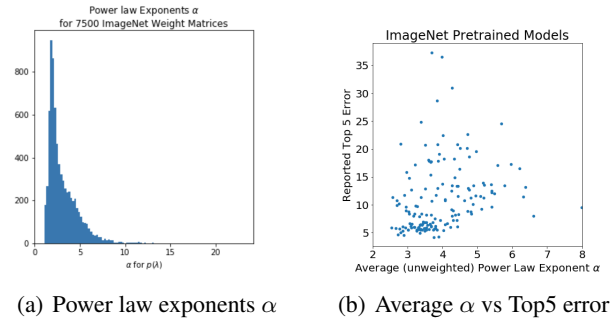 Power law Exponents α
for 7500 ImageNet Weight Matrices
800
600
400
200
0
0 5 10 15 20
α for p(λ)
ImageNet Pretrained Models
35
30
25
20
15
10
5
Reported Top 5 Error
2 3 4 5 6 7 8
Average (unweighted) Power Law Exponent α
(a) Power law exponents α
(b) Average α vs Top5 error